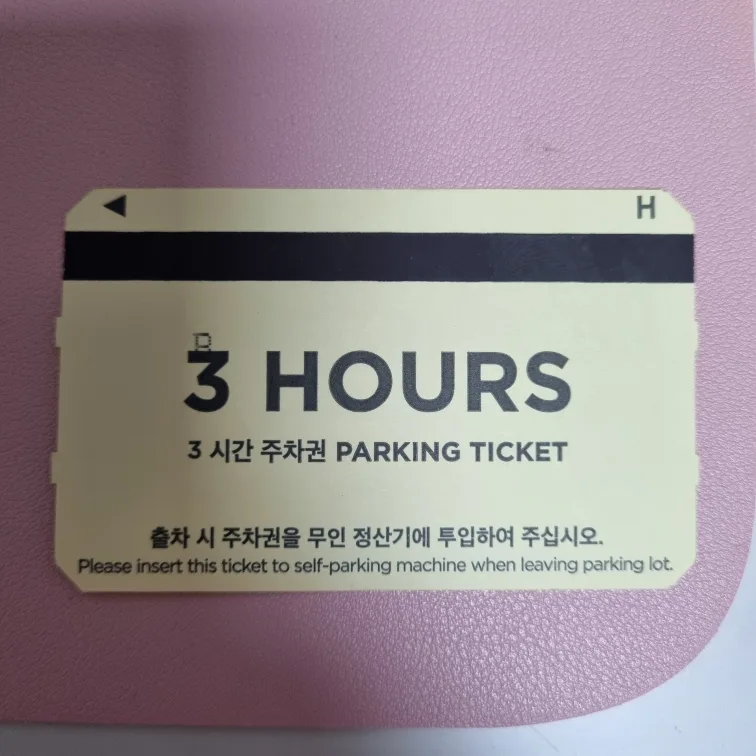 ◀ H
R
3 HOURS
3 시간 주차권 PARKING TICKET
출차 시 주차권을 무인 정산기에 투입하여 주십시오.
Please insert this ticket to self-parking machine when leaving parking lot.